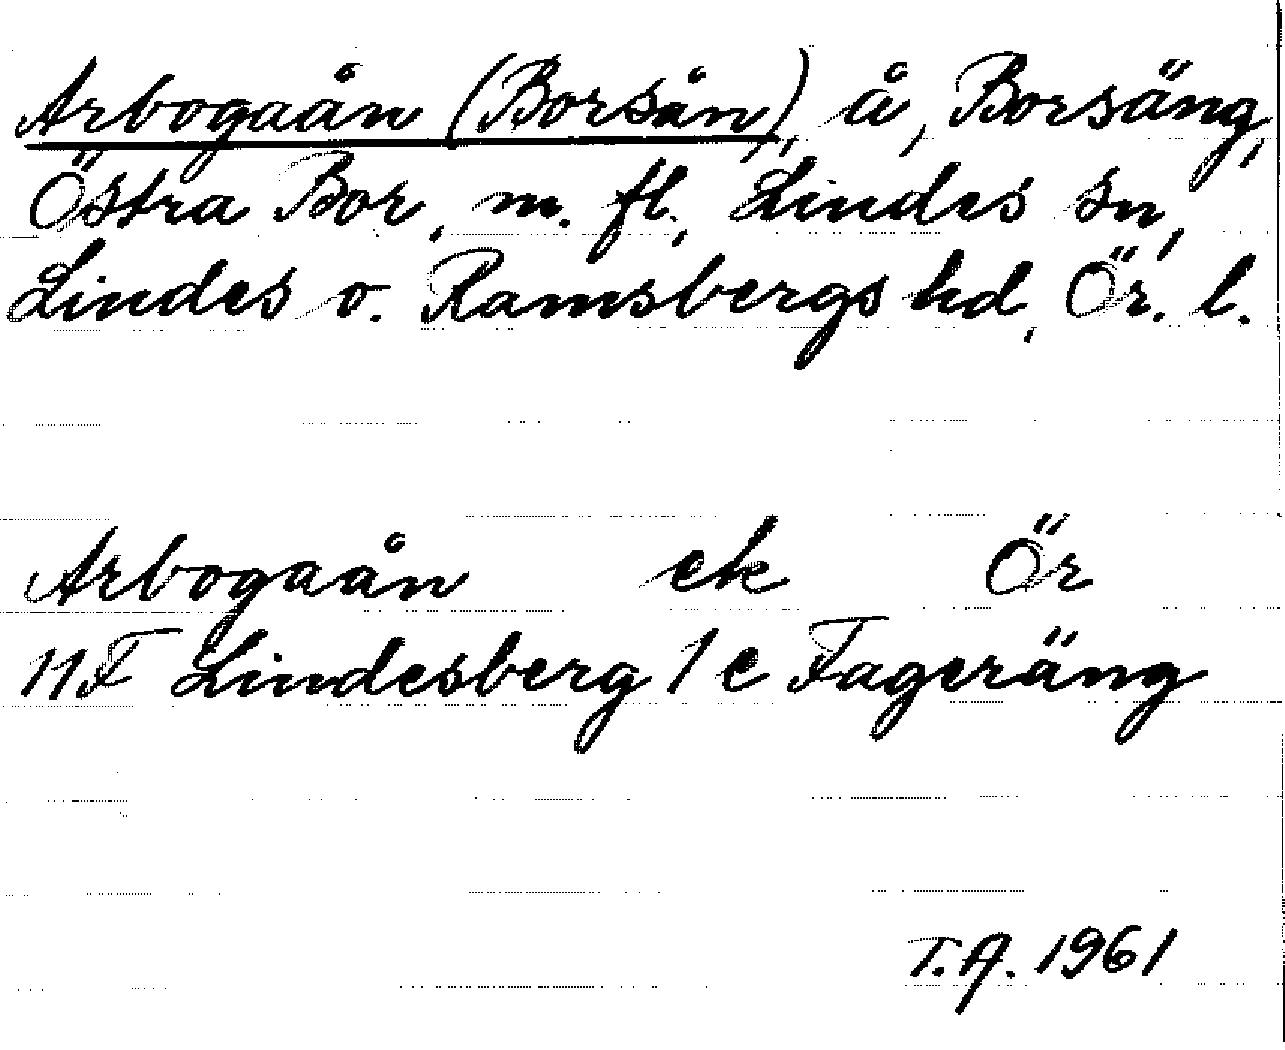 Arbogaån (Borsån), å, Borsäng,
Östra Bor, m. fl., Lindes sn,
Lindes o. Ramsbergs hd, Ör. l.
Arbogaån ek Ör
11F Lindesberg 1 e Fageräng
T.A. 1961